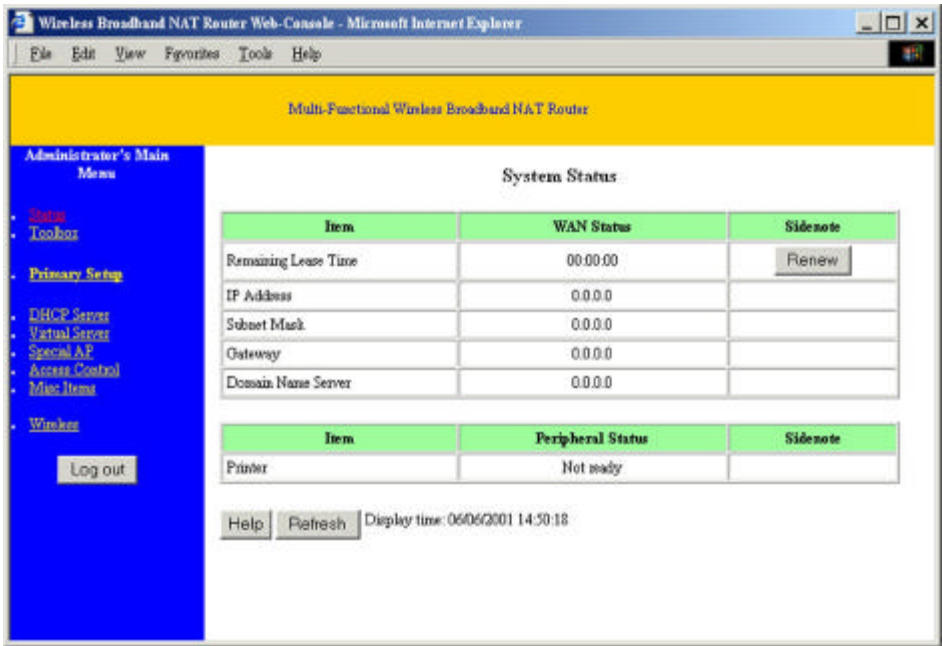 Wireless Broadband NAT Router Web-Console - Microsoft Internet Explorer
File Edit View Favorites Tools Help
Multi-Functional Wireless Broadband NAT Router
Administrator's Main
Menu
Status
Toolbox
Primary Setup
DHCP Server
Virtual Server
Special AP
Access Control
Misc Items
Wireless
Log out
System Status
Item WAN Status Sidenote
Remaining Lease Time 00:00:00 Renew
IP Address 0.0.0.0
Subnet Mask 0.0.0.0
Gateway 0.0.0.0
Domain Name Server 0.0.0.0
Item Peripheral Status Sidenote
Printer Not ready
Help Refresh Display time: 06/06/2001 14:50:18